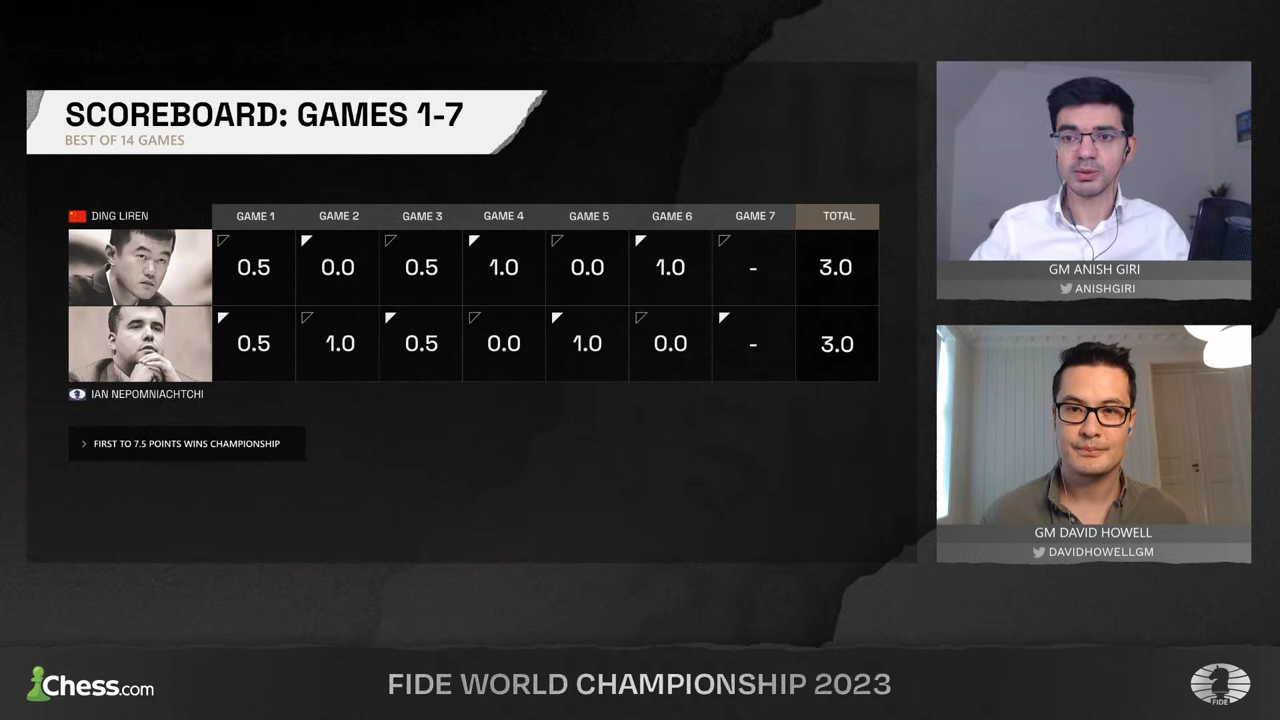 SCOREBOARD: GAMES 1-7
BEST OF 14 GAMES
DING LIREN GAME 1 GAME 2 GAME 3 GAME 4 GAME 5 GAME 6 GAME 7 TOTAL
0.5 0.0 0.5 1.0 0.0 1.0 - 3.0
0.5 1.0 0.5 0.0 1.0 0.0 - 3.0
IAN NEPOMNIACHTCHI
FIRST TO 7.5 POINTS WINS CHAMPIONSHIP
GM ANISH GIRI
ANISHGIRI
GM DAVID HOWELL
DAVIDHOWELLGM
Chess.com
FIDE WORLD CHAMPIONSHIP 2023
FIDE